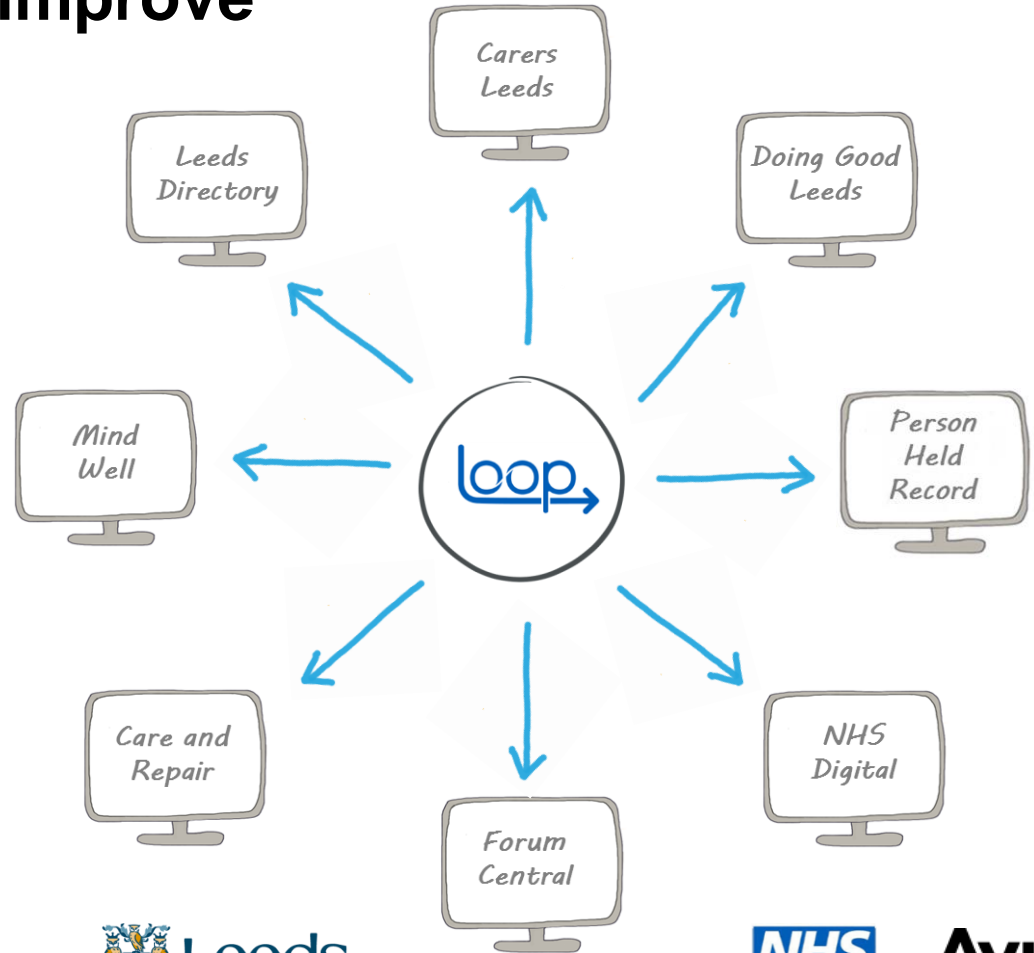 Improve
Carers
Leeds
Leeds
Directory
Doing Good
Leeds
Mind
Well
loop
Person
Held
Record
Care and
Repair
NHS
Digital
Forum
Central
Leeds
NHS